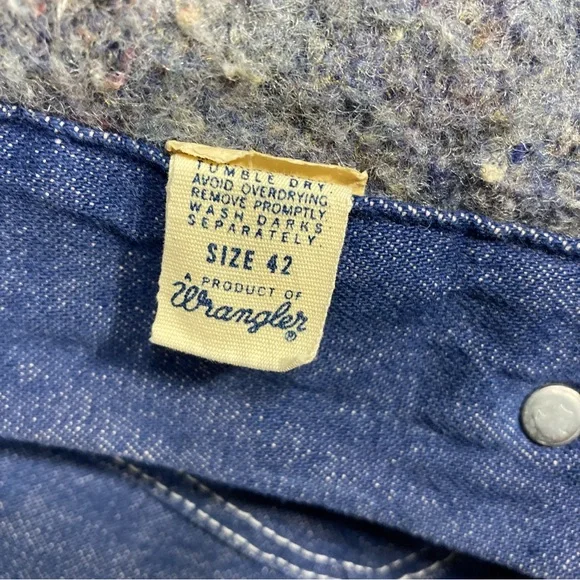 TUMBLE DRY
AVOID OVERDRYING
REMOVE PROMPTLY
WASH DARKS
SEPARATELY
SIZE 42
A PRODUCT OF
Wrangler®